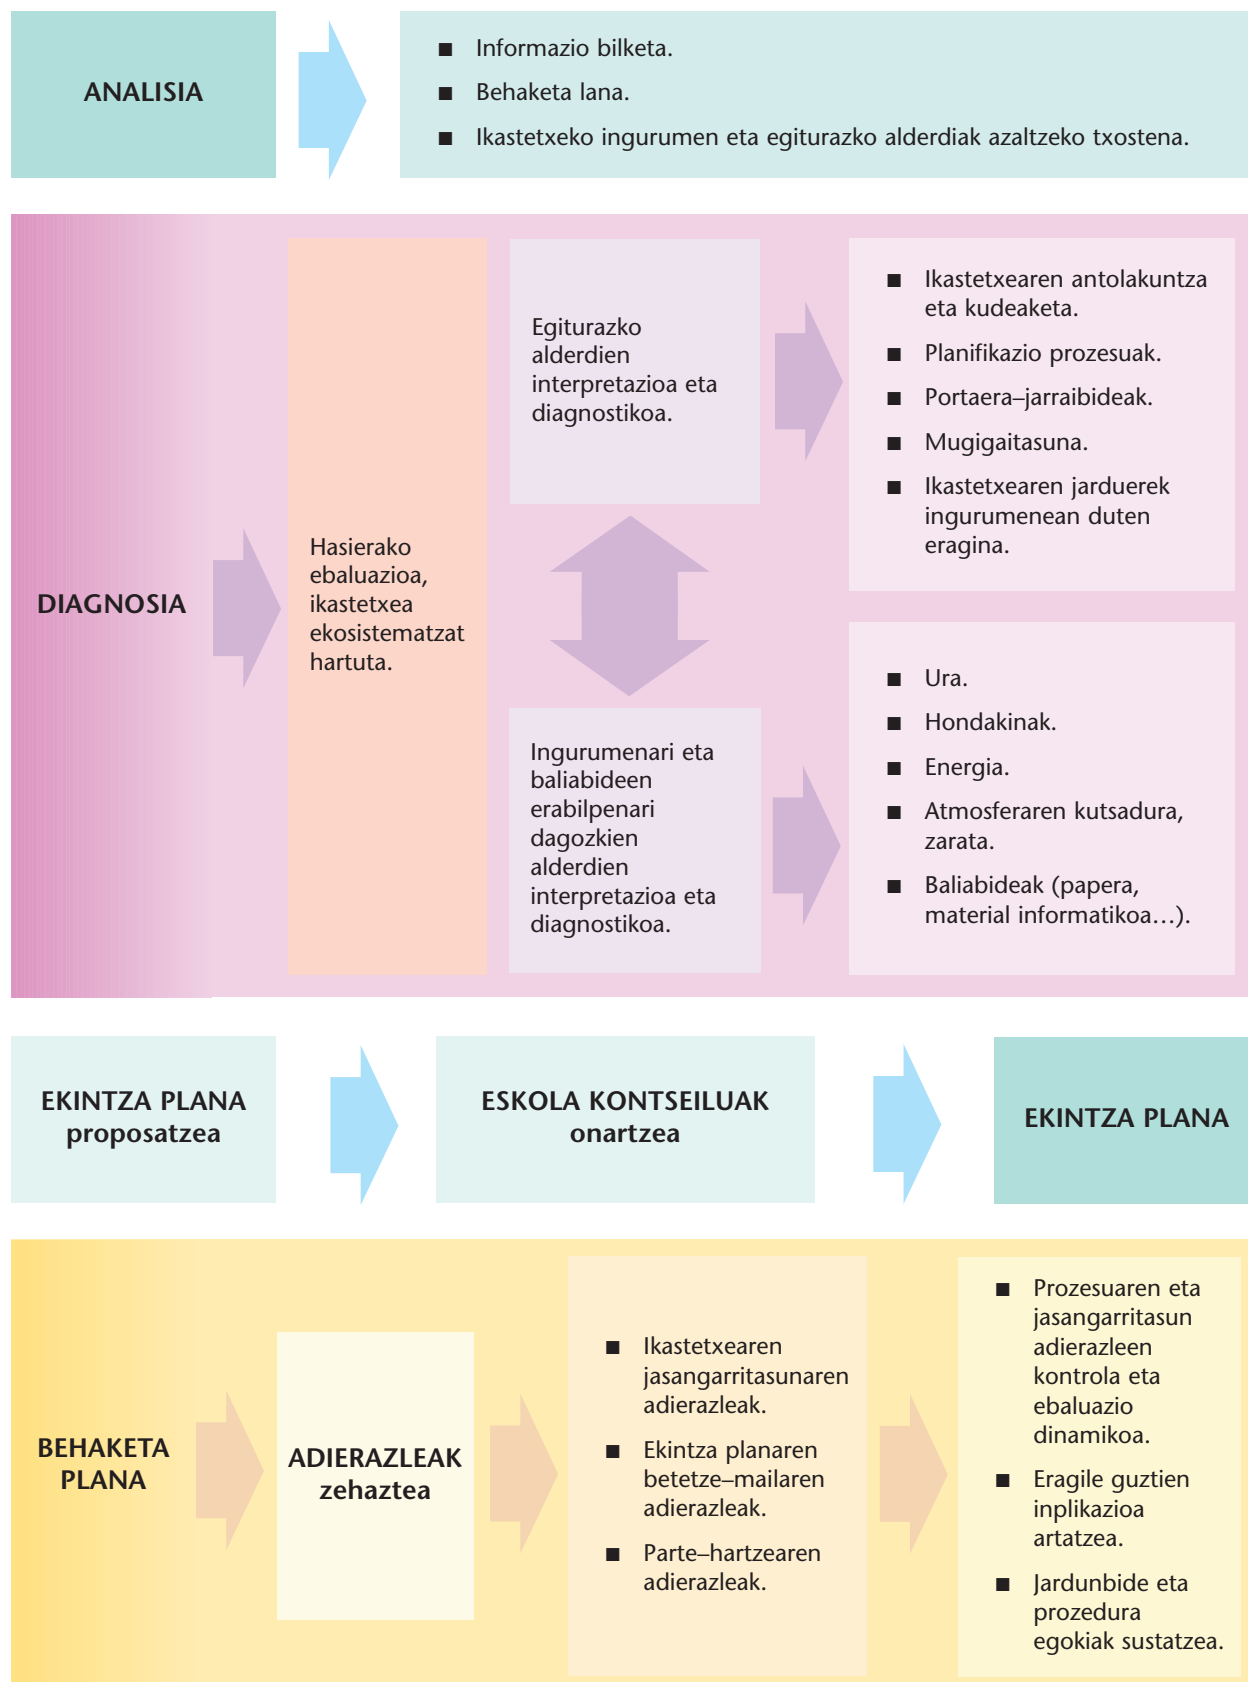 ANALISIA
■ Informazio bilketa.
■ Behaketa lana.
■ Ikastetxeko ingurumen eta egiturazko alderdiak azaltzeko txostena.
DIAGNOSIA
Hasierako
ebaluazioa,
ikastetxea
ekosistematzat
hartuta.
Egiturazko
alderdien
interpretazioa eta
diagnostikoa.
■ Ikastetxearen antolakuntza
eta kudeaketa.
■ Planifikazio prozesuak.
■ Portaera–jarraibideak.
■ Mugigaitasuna.
■ Ikastetxearen jarduerek
ingurumenean duten
eragina.
Ingurumenari eta
baliabideen
erabilpenari
dagozkien
alderdien
interpretazioa eta
diagnostikoa.
■ Ura.
■ Hondakinak.
■ Energia.
■ Atmosferaren kutsadura,
zarata.
■ Baliabideak (papera,
material informatikoa…).
EKINTZA PLANA
proposatzea
ESKOLA KONTSEILUAK
onartzea
EKINTZA PLANA
BEHAKETA
PLANA
ADIERAZLEAK
zehaztea
■ Ikastetxearen
jasangarritasunaren
adierazleak.
■ Ekintza planaren
betetze–mailaren
adierazleak.
■ Parte–hartzearen
adierazleak.
■ Prozesuaren eta
jasangarritasun
adierazleen
kontrola eta
ebaluazio
dinamikoa.
■ Eragile guztien
inplikazioa
artatzea.
■ Jardunbide eta
prozedura
egokiak sustatzea.